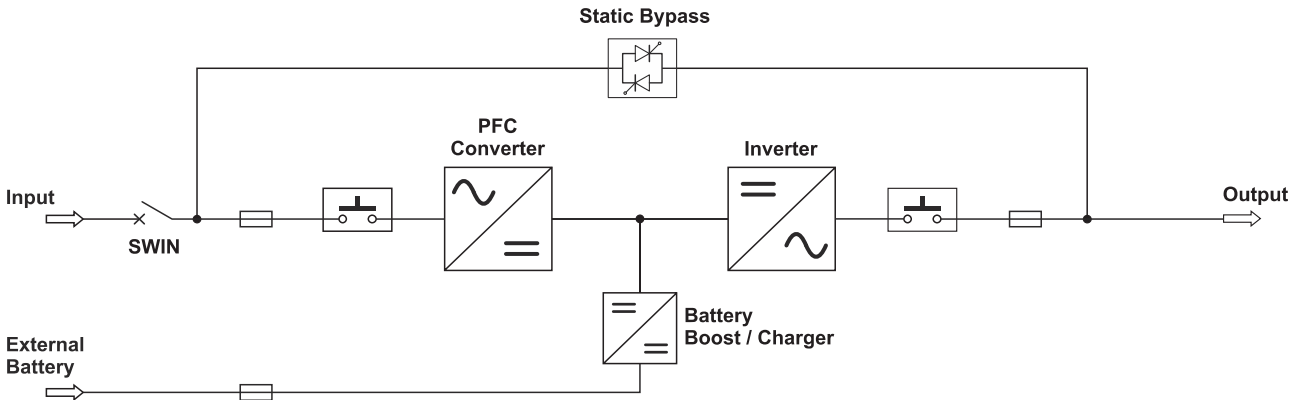 Static Bypass
PFC
Converter
Inverter
Input
Output
SWIN
Battery
Boost / Charger
External
Battery